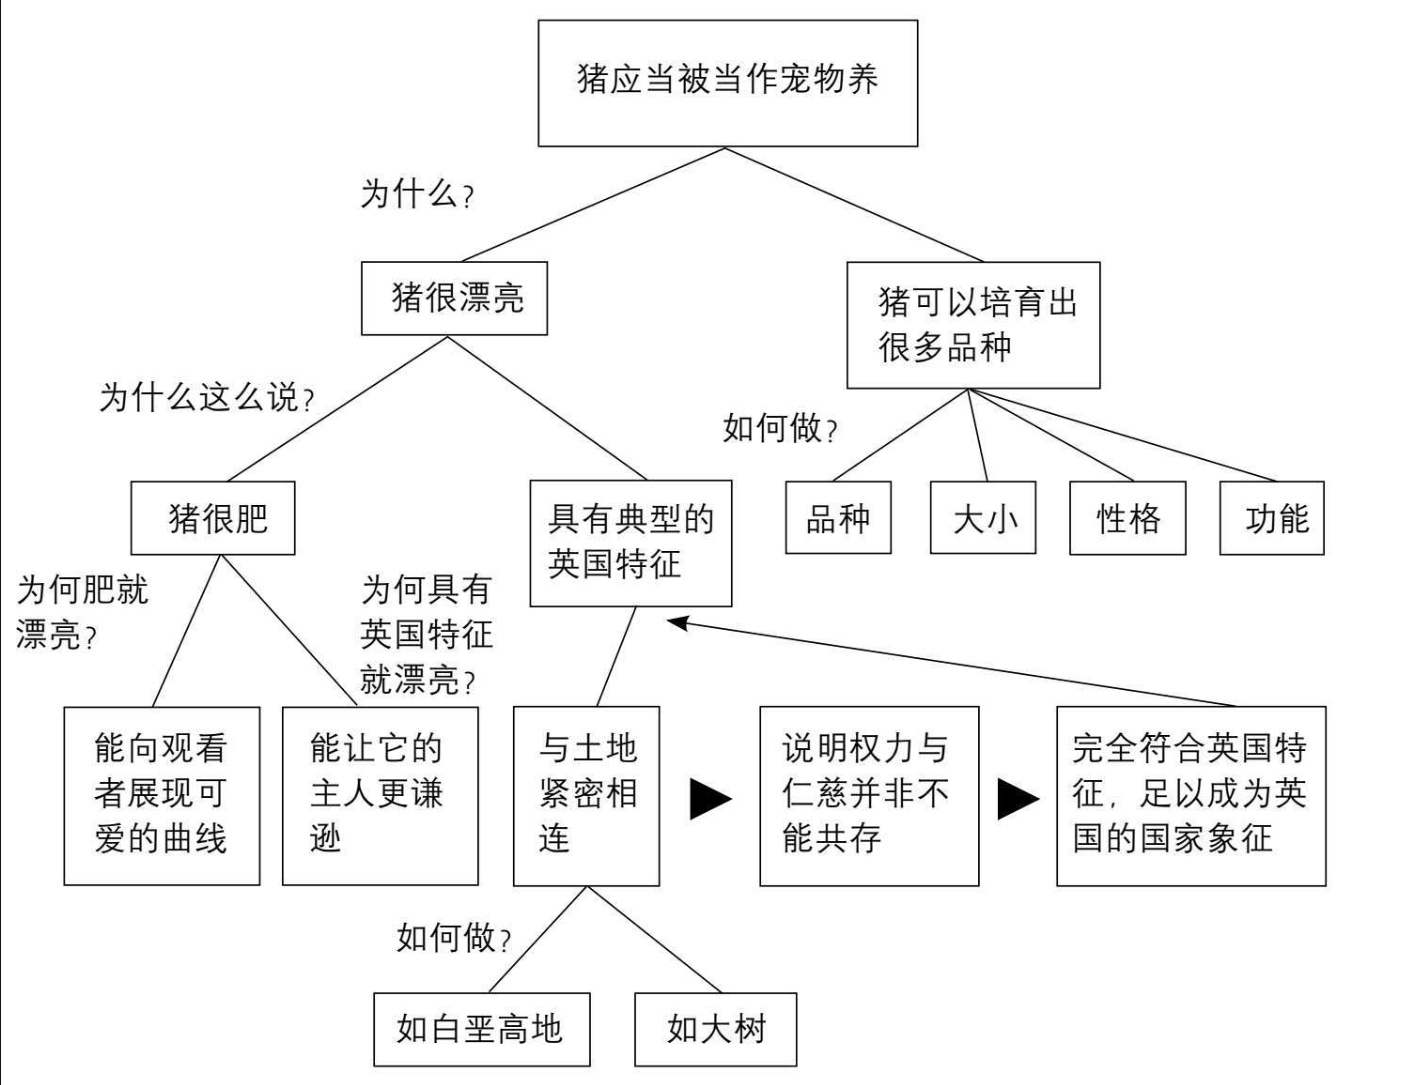 猪应当被当作宠物养
为什么?
猪很漂亮
猪可以培育出
很多品种
为什么这么说?
如何做?
猪很肥
具有典型的
英国特征
品种
大小
性格
功能
为何肥就
漂亮?
为何具有
英国特征
就漂亮?
能向观看
者展现可
爱的曲线
能让它的
主人更谦
逊
与土地
紧密相
连
说明权力与
仁慈并非不
能共存
完全符合英国特
征，足以成为英
国的国家象征
如何做?
如白垩高地
如大树